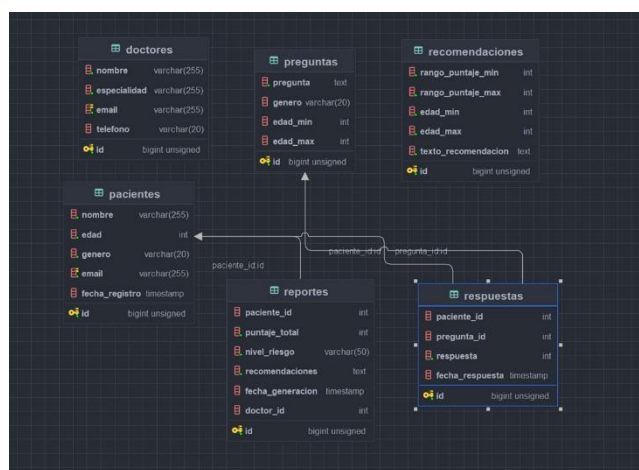 doctores
nombre varchar(255)
especialidad varchar(255)
email varchar(255)
telefono varchar(20)
id bigint unsigned
preguntas
pregunta text
genero varchar(20)
edad_min int
edad_max int
id bigint unsigned
recomendaciones
rango_puntaje_min int
rango_puntaje_max int
edad_min int
edad_max int
texto_recomendacion text
id bigint unsigned
pacientes
nombre varchar(255)
edad int
genero varchar(20)
email varchar(255)
fecha_registro timestamp
id bigint unsigned
paciente_id:id
paciente_id:id
pregunta_id:id
reportes
paciente_id int
puntaje_total int
nivel_riesgo varchar(50)
recomendaciones text
fecha_generacion timestamp
doctor_id int
id bigint unsigned
respuestas
paciente_id int
pregunta_id int
respuesta int
fecha_respuesta timestamp
id bigint unsigned